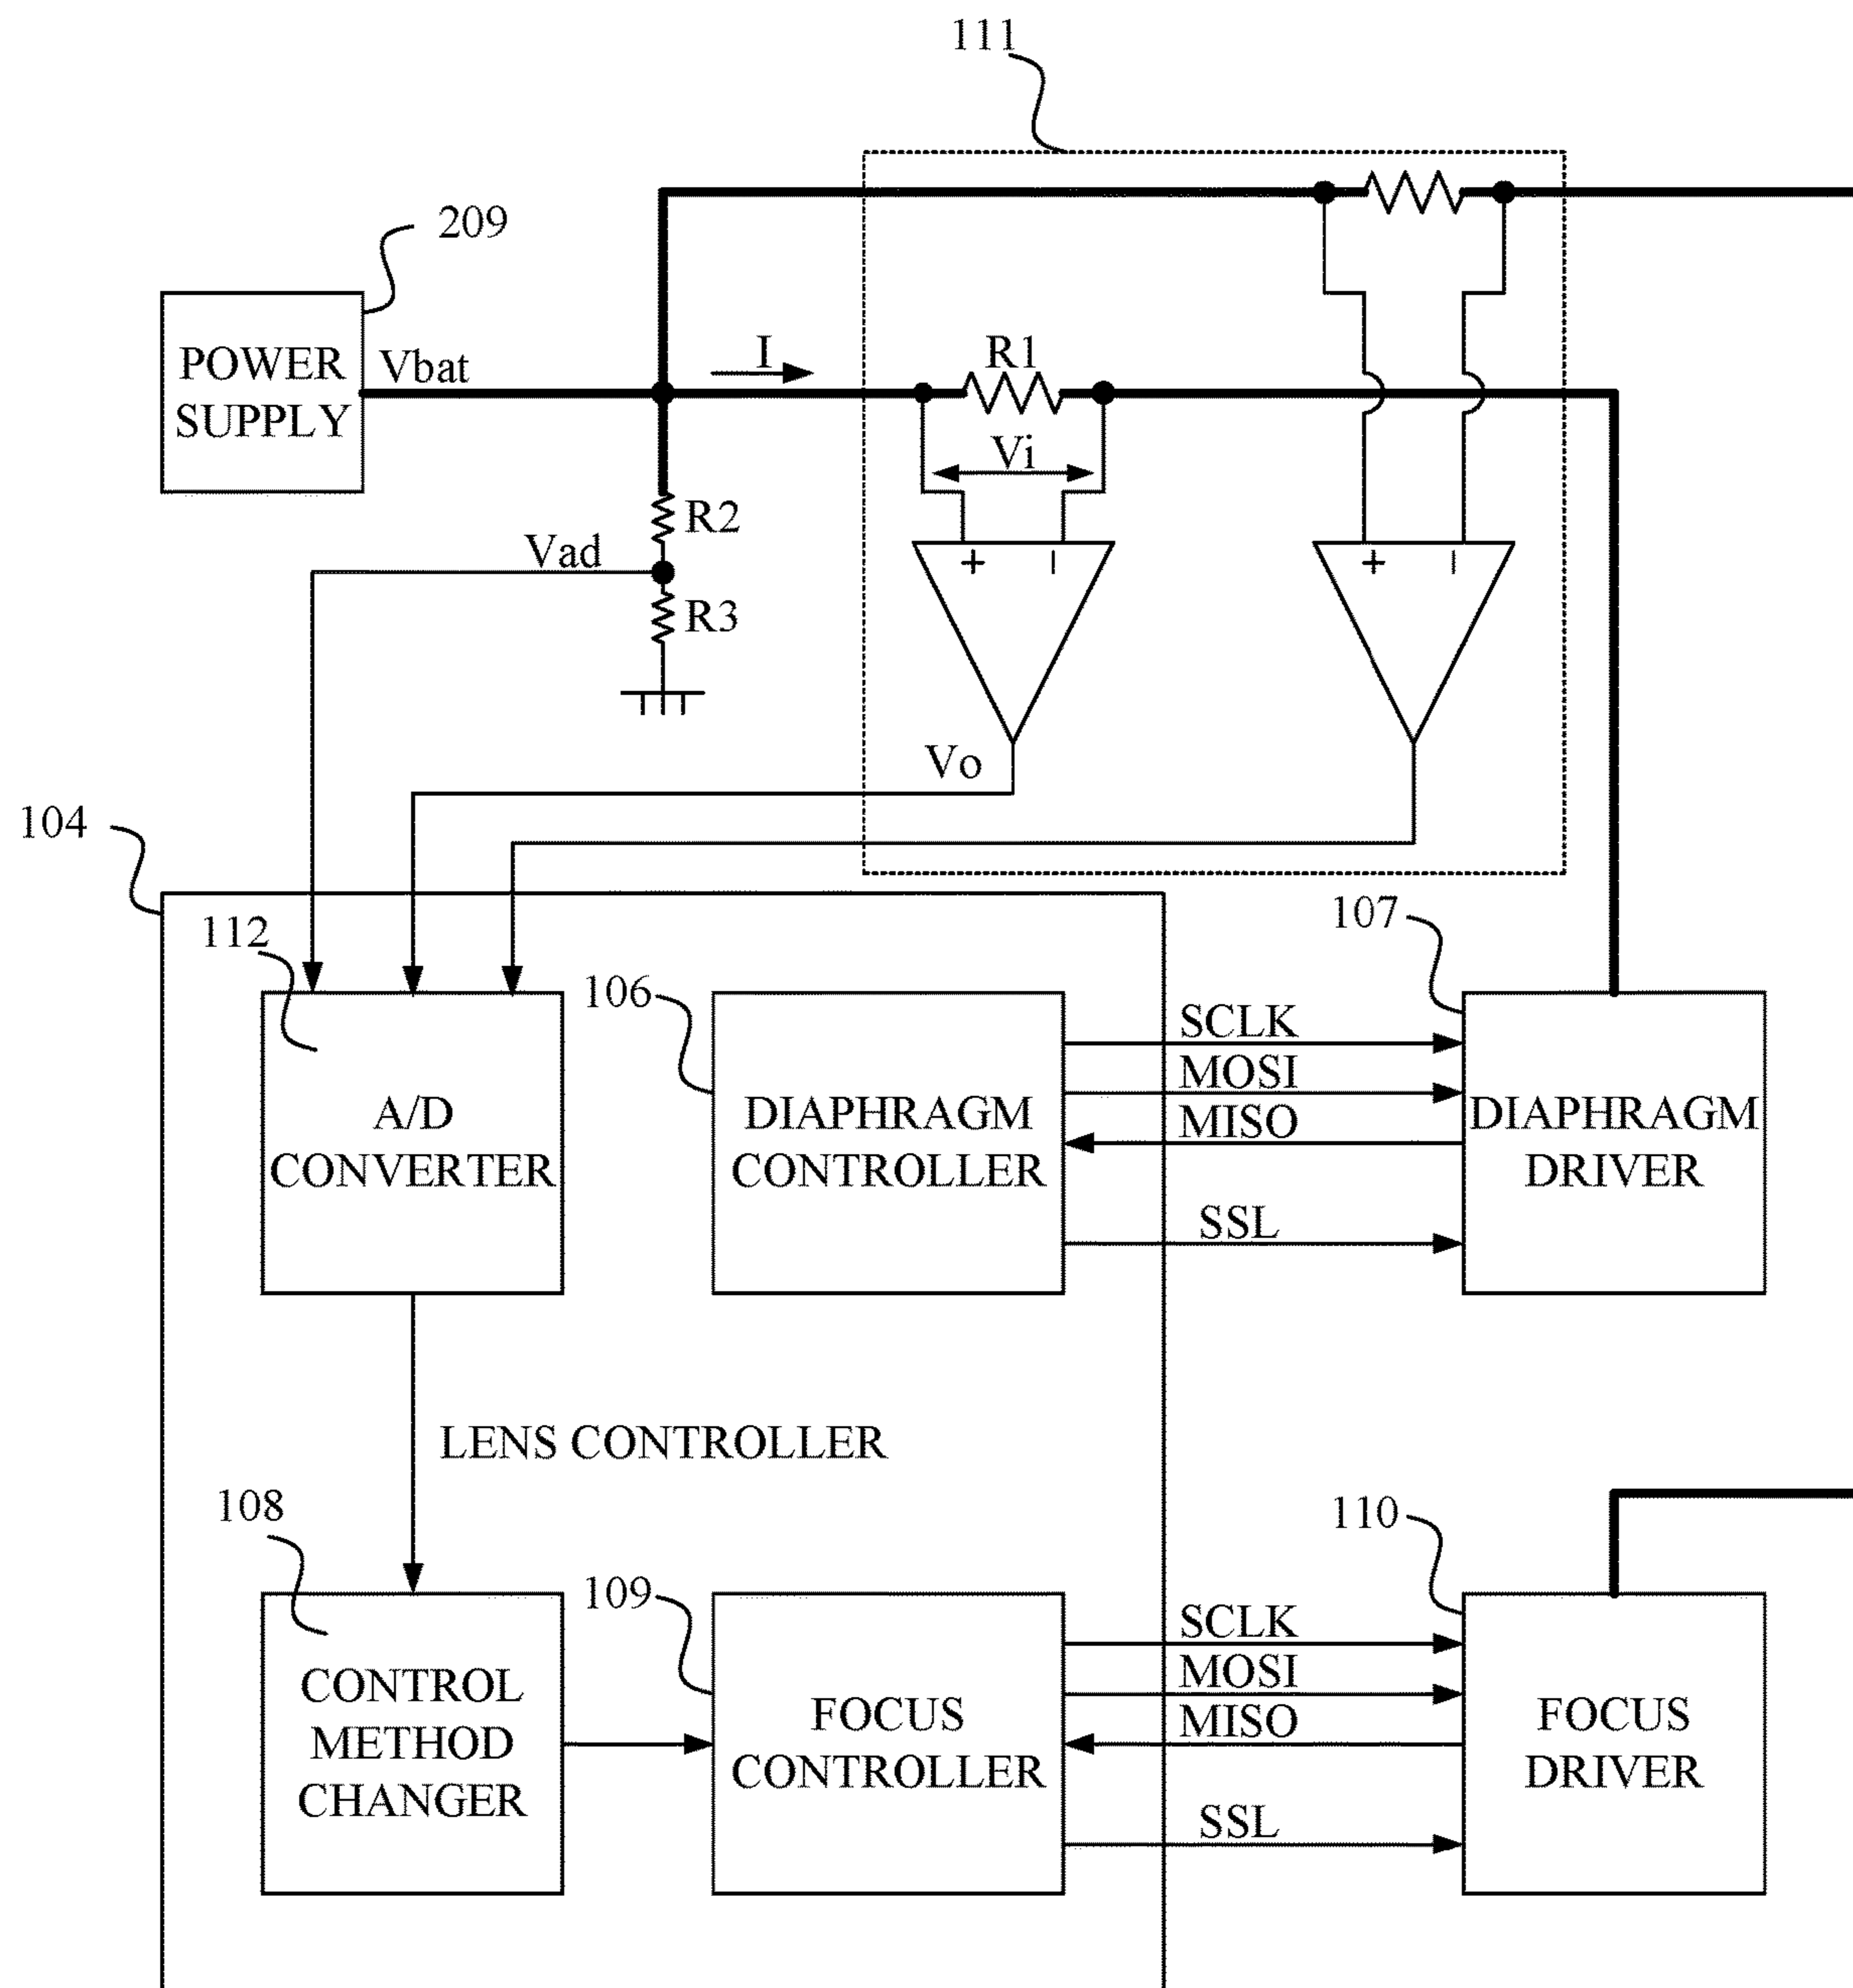 111
209
POWER
SUPPLY
Vbat
I
R1
Vi
R2
Vad
R3
+ −
+ −
Vo
104
112
A/D
CONVERTER
106
DIAPHRAGM
CONTROLLER
SCLK
MOSI
MISO
SSL
107
DIAPHRAGM
DRIVER
LENS CONTROLLER
108
CONTROL
METHOD
CHANGER
109
FOCUS
CONTROLLER
SCLK
MOSI
MISO
SSL
110
FOCUS
DRIVER